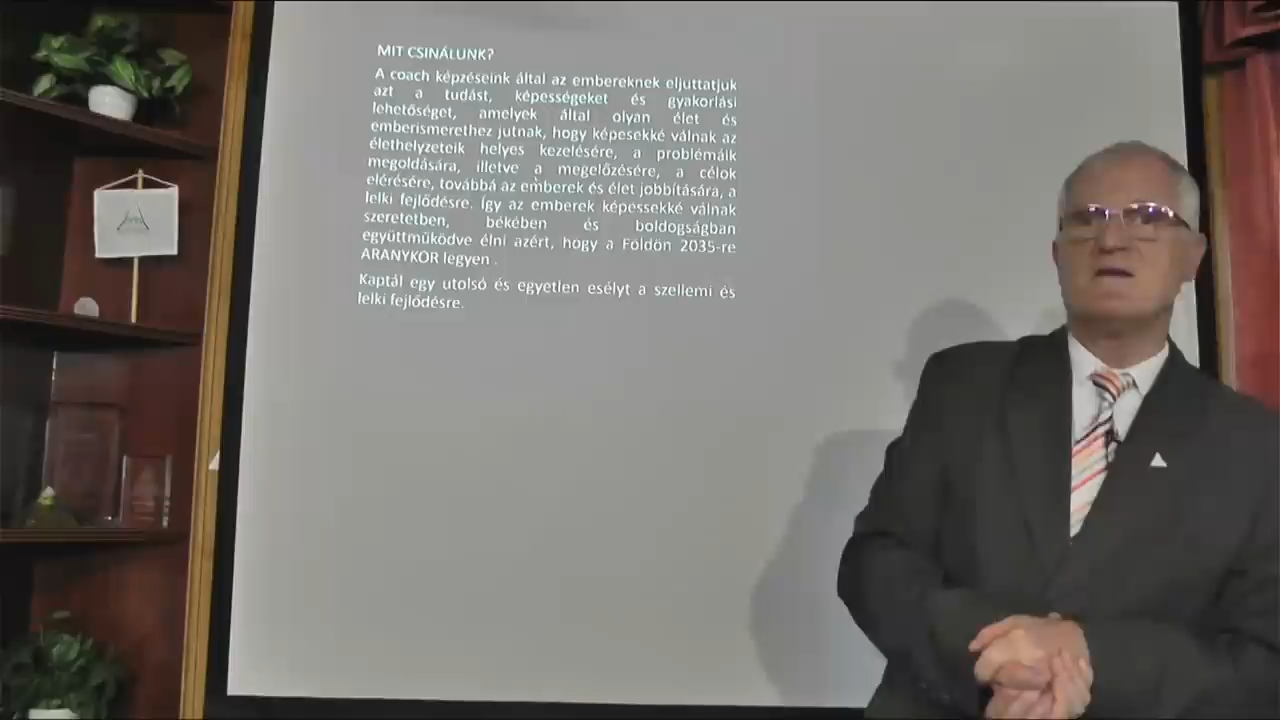 MIT CSINÁLUNK?
A coach képzéseink által az embereknek eljuttatjuk
azt a tudást, képességeket és gyakorlási
lehetőséget, amelyek által olyan élet és
emberismerethez jutnak, hogy képesekké válnak az
élethelyzeteik helyes kezelésére, a problémáik
megoldására, illetve a megelőzésére, a célok
elérésére, továbbá az emberek és élet jobbítására, a
lelki fejlődésre. Így az emberek képessekké válnak
szeretetben, békében és boldogságban
együttműködve élni azért, hogy a Földön 2035-re
ARANYKOR legyen .
Kaptál egy utolsó és egyetlen esélyt a szellemi és
lelki fejlődésre.